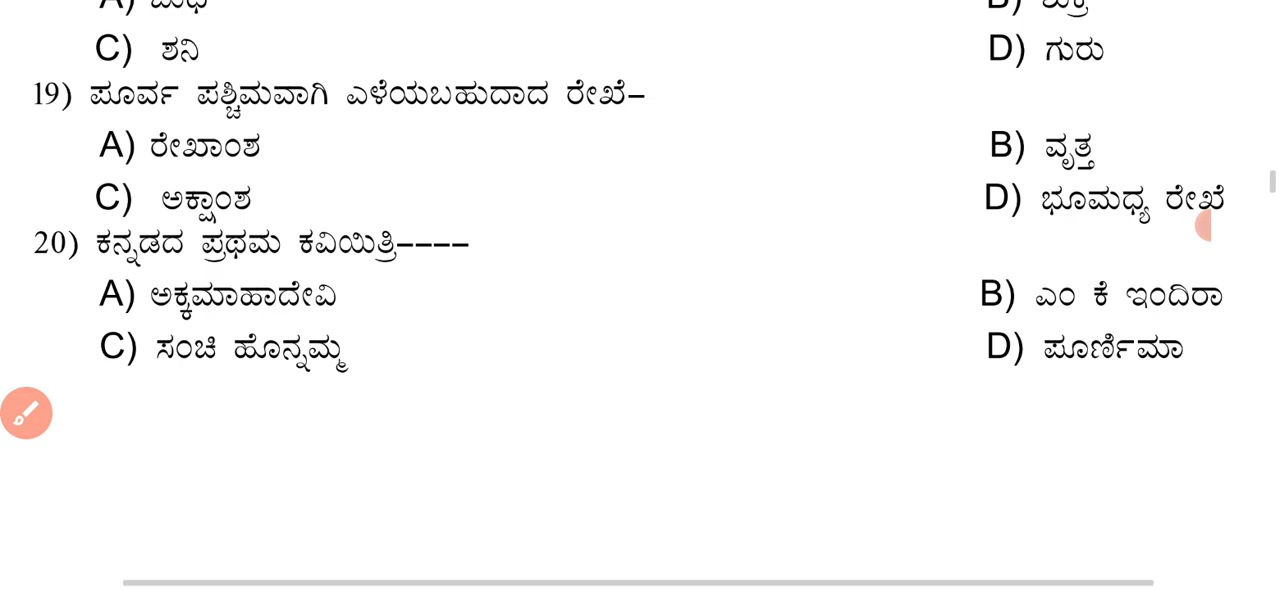 C) ಶನಿ D) ಗುರು
19) ಪೂರ್ವ ಪಶ್ಚಿಮವಾಗಿ ಎಳೆಯಬಹುದಾದ ರೇಖೆ–
A) ರೇಖಾಂಶ B) ವೃತ್ತ
C) ಅಕ್ಷಾಂಶ D) ಭೂಮಧ್ಯ ರೇಖೆ
20) ಕನ್ನಡದ ಪ್ರಥಮ ಕವಿಯಿತ್ರಿ––––
A) ಅಕ್ಕಮಾಹಾದೇವಿ B) ಎಂ ಕೆ ಇಂದಿರಾ
C) ಸಂಚಿ ಹೊನ್ನಮ್ಮ D) ಪೂರ್ಣಿಮಾ